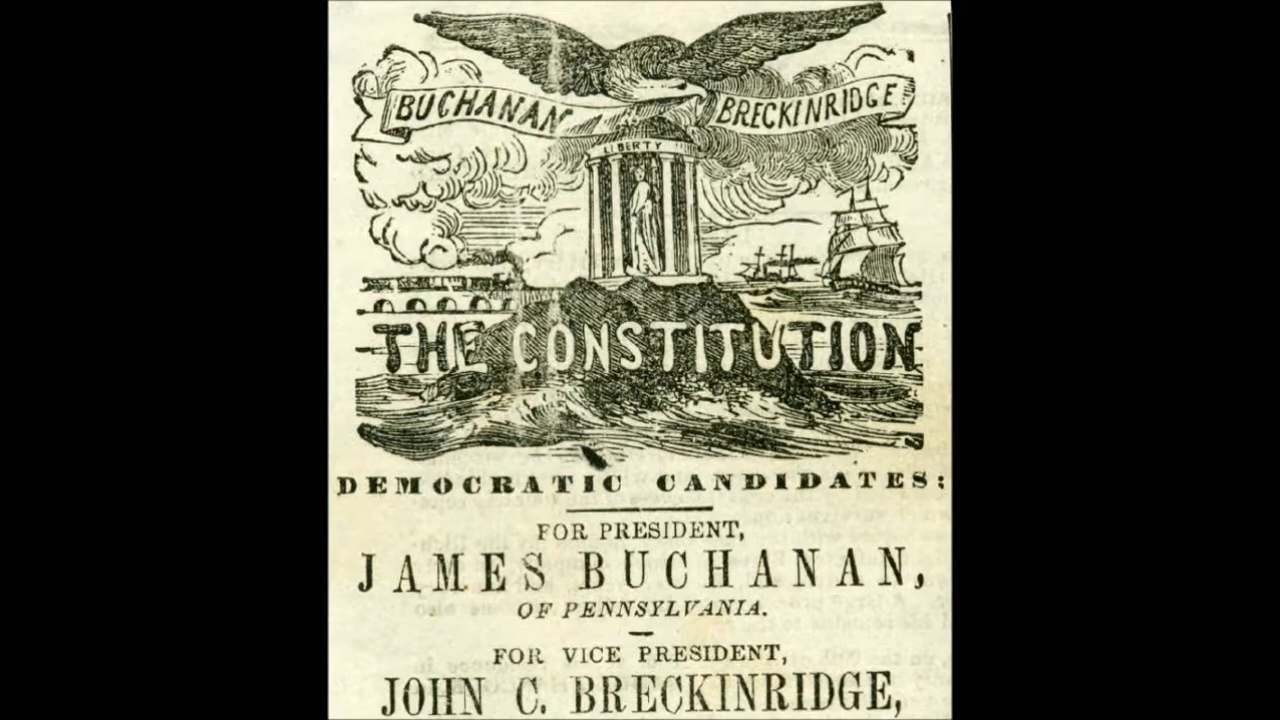 BUCHANAN BRECKINRIDGE
LIBERTY
THE CONSTITUTION
DEMOCRATIC CANDIDATES:
FOR PRESIDENT,
JAMES BUCHANAN,
OF PENNSYLVANIA.
FOR VICE PRESIDENT,
JOHN C. BRECKINRIDGE,